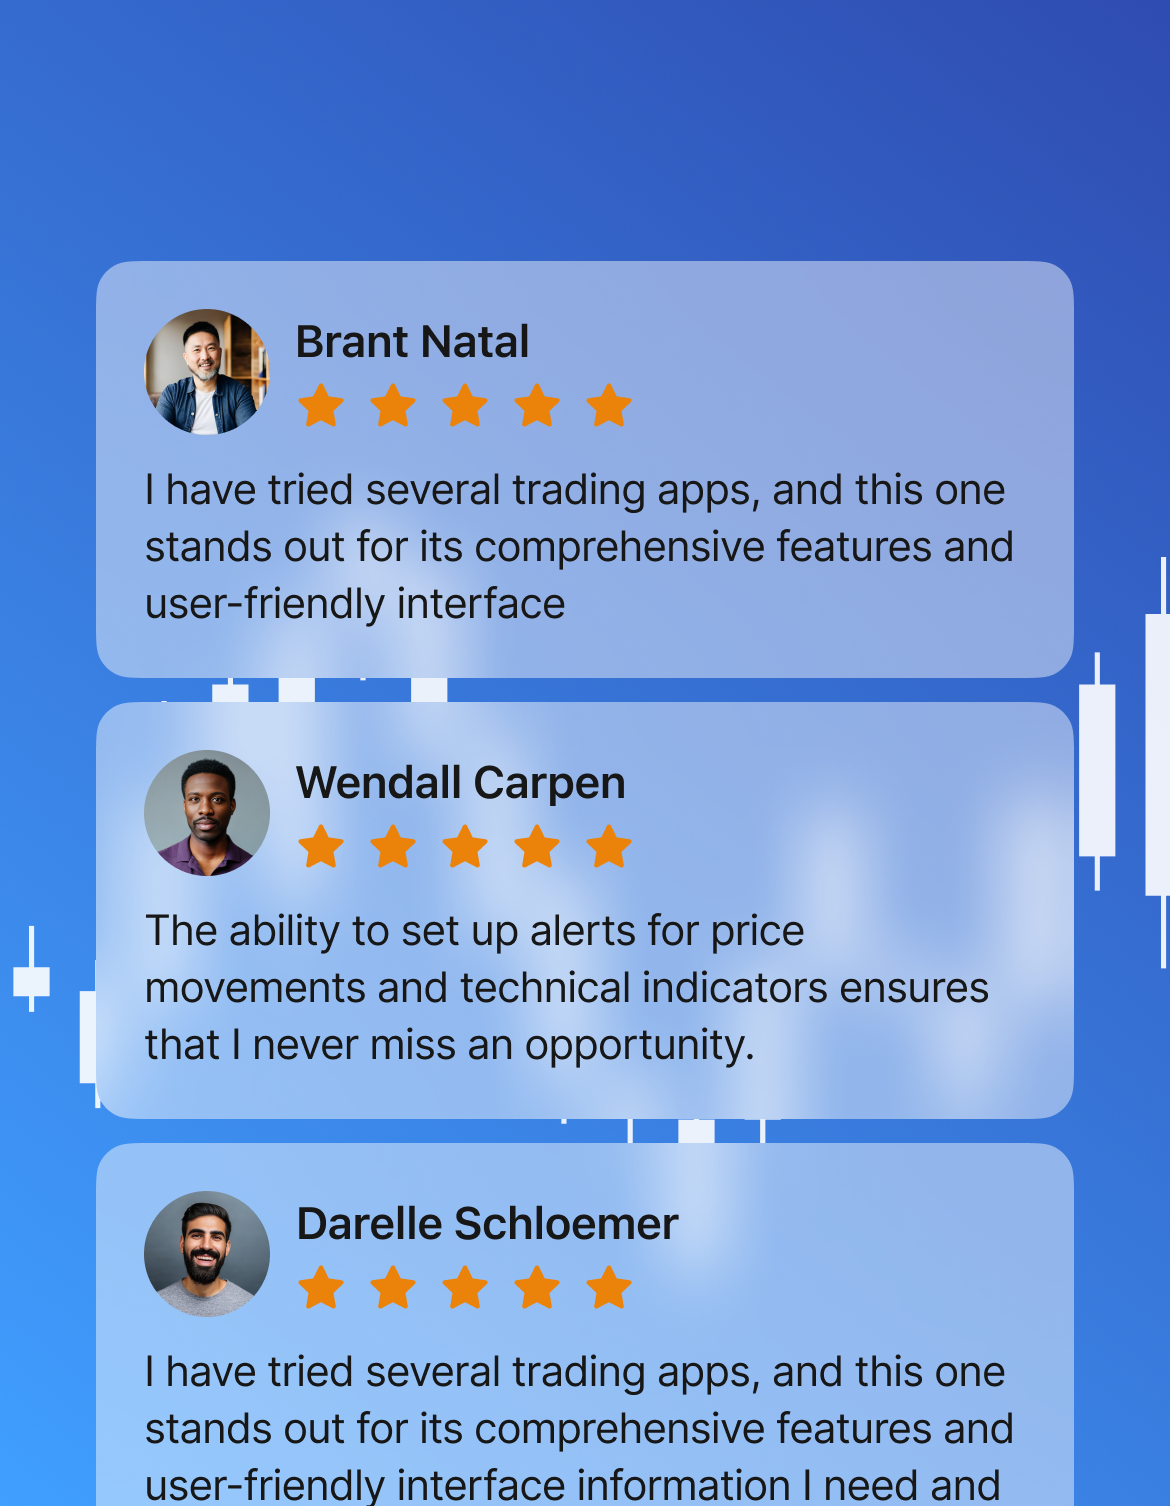 Brant Natal
I have tried several trading apps, and this one
stands out for its comprehensive features and
user-friendly interface
Wendall Carpen
The ability to set up alerts for price
movements and technical indicators ensures
that I never miss an opportunity.
Darelle Schloemer
I have tried several trading apps, and this one
stands out for its comprehensive features and
user-friendly interface information I need and